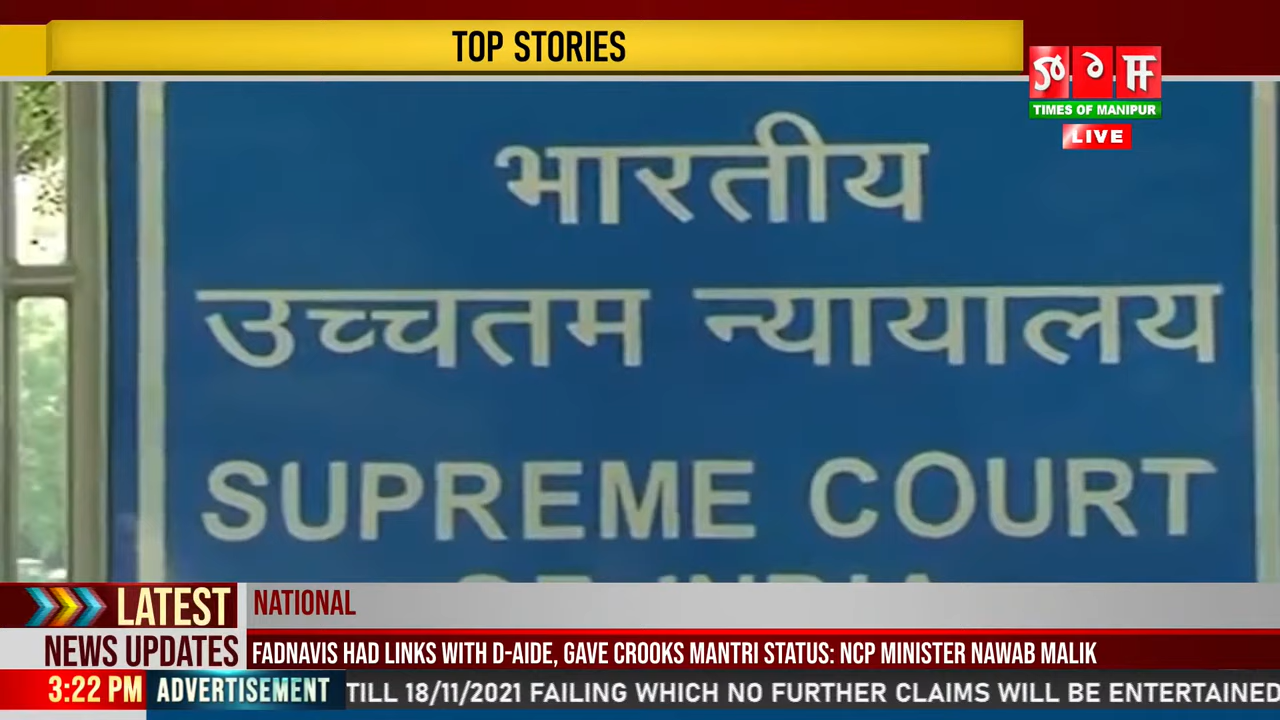 TOP STORIES
TIMES OF MANIPUR
LIVE
भारतीय
उच्चतम न्यायालय
SUPREME COURT
OF INDIA
LATEST
NEWS UPDATES
NATIONAL
FADNAVIS HAD LINKS WITH D-AIDE, GAVE CROOKS MANTRI STATUS: NCP MINISTER NAWAB MALIK
3:22 PM
ADVERTISEMENT
TILL 18/11/2021 FAILING WHICH NO FURTHER CLAIMS WILL BE ENTERTAINED